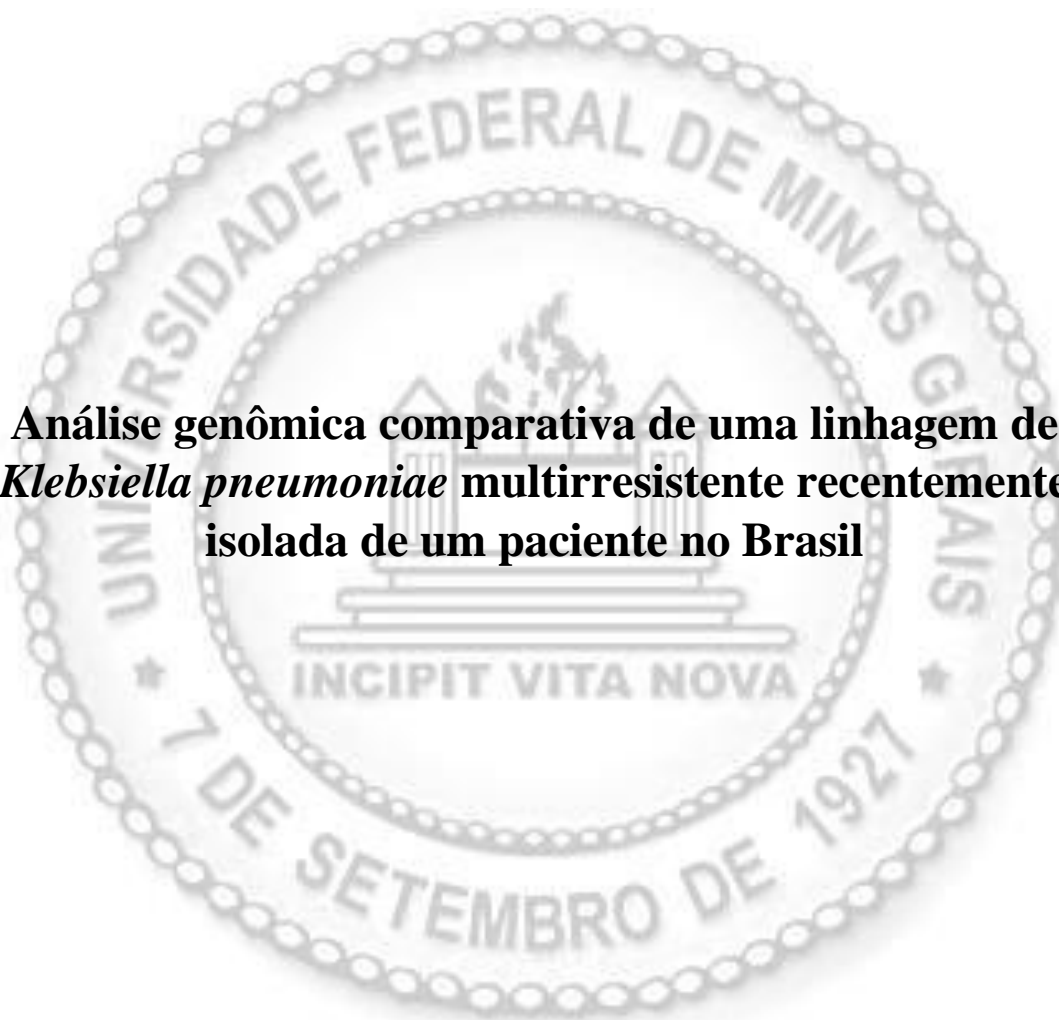 UNIVERSIDADE FEDERAL DE MINAS GERAIS
Análise genômica comparativa de uma linhagem de
Klebsiella pneumoniae multirresistente recentemente
isolada de um paciente no Brasil
INCIPIT VITA NOVA
* 7 DE SETEMBRO DE 1927 *